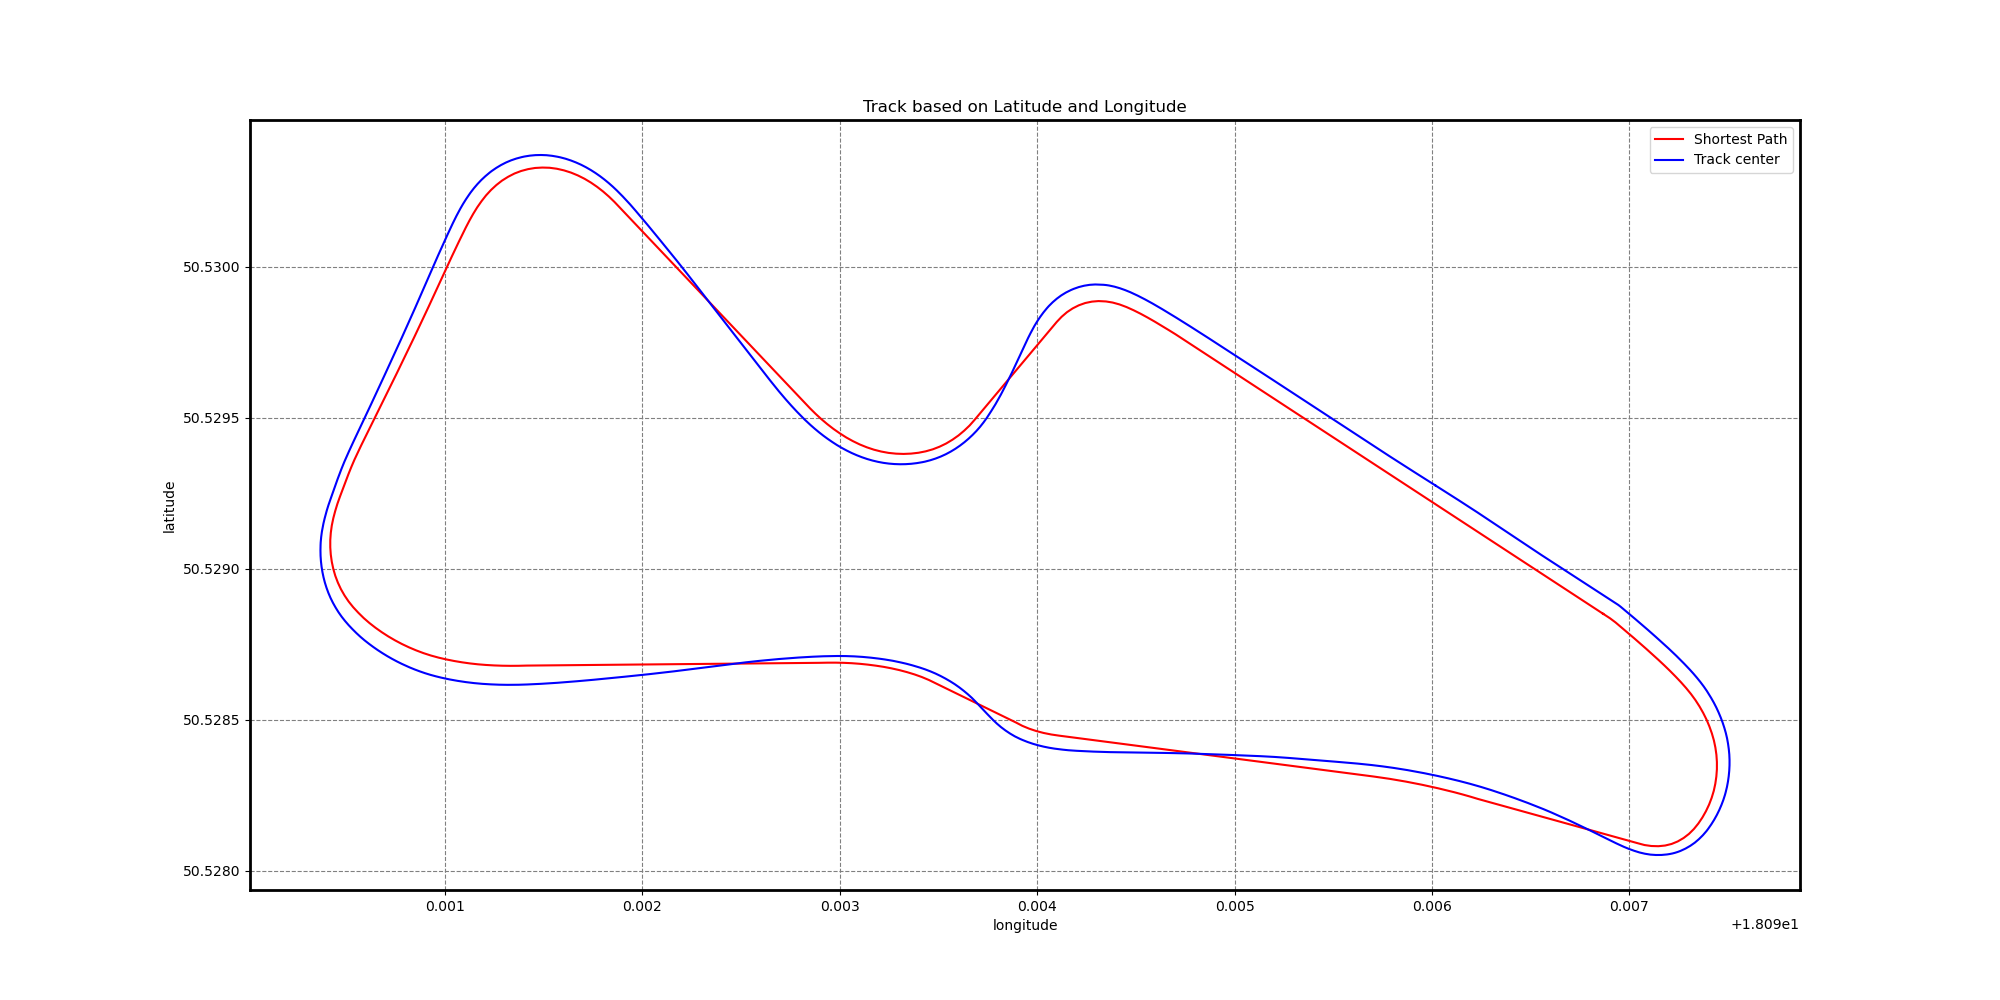 Track based on Latitude and Longitude
Shortest Path
Track center
50.5300
50.5295
50.5290
50.5285
50.5280
latitude
0.001 0.002 0.003 0.004 0.005 0.006 0.007
longitude
+1.809e1